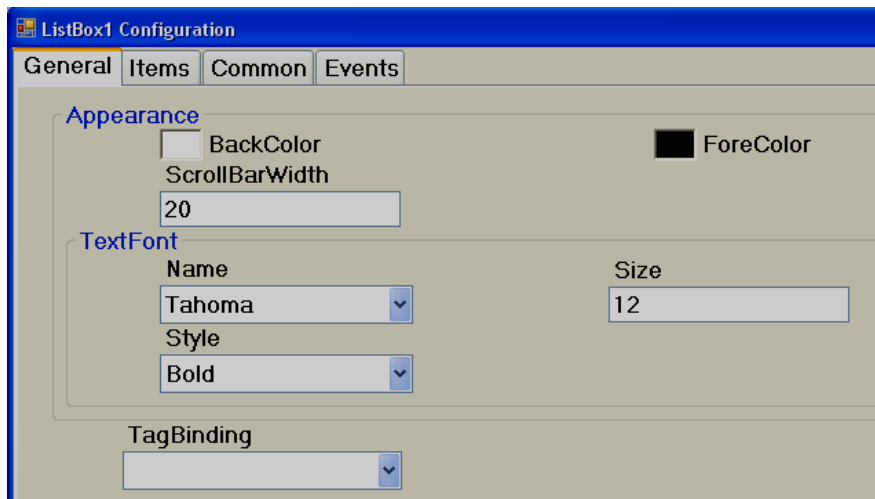 ListBox1 Configuration
General Items Common Events
Appearance
BackColor ForeColor
ScrollBarWidth
20
TextFont
Name Size
Tahoma 12
Style
Bold
TagBinding